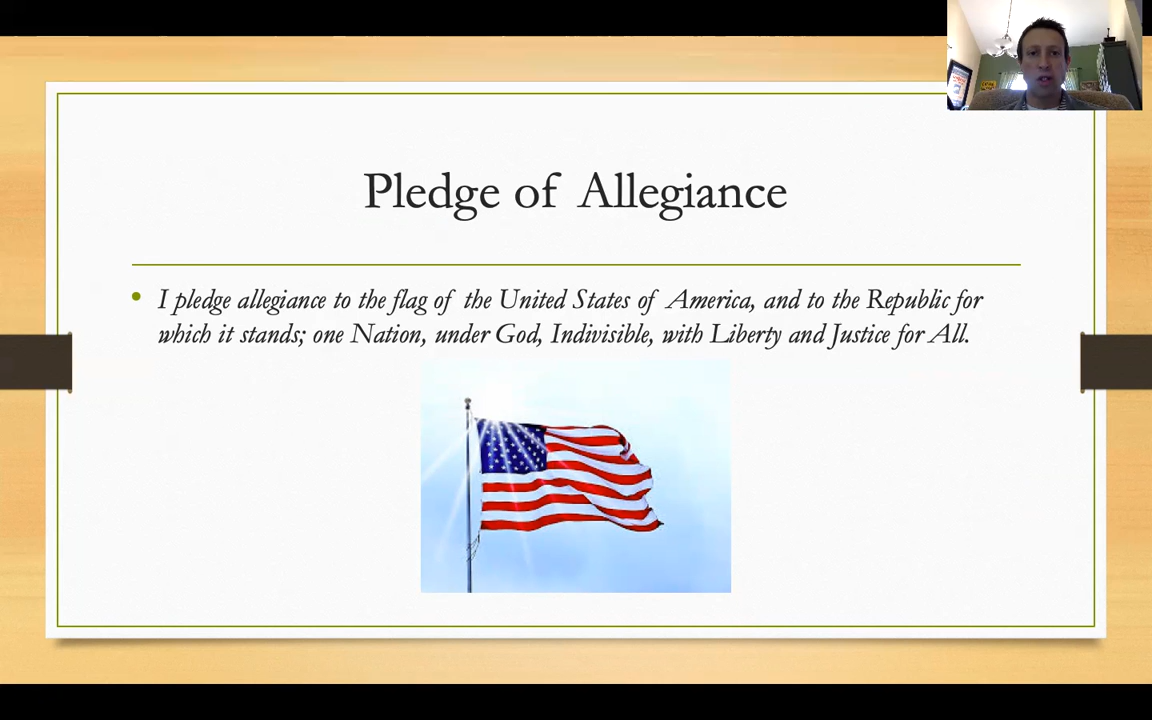 Pledge of Allegiance
I pledge allegiance to the flag of the United States of America, and to the Republic for
which it stands; one Nation, under God, Indivisible, with Liberty and Justice for All.